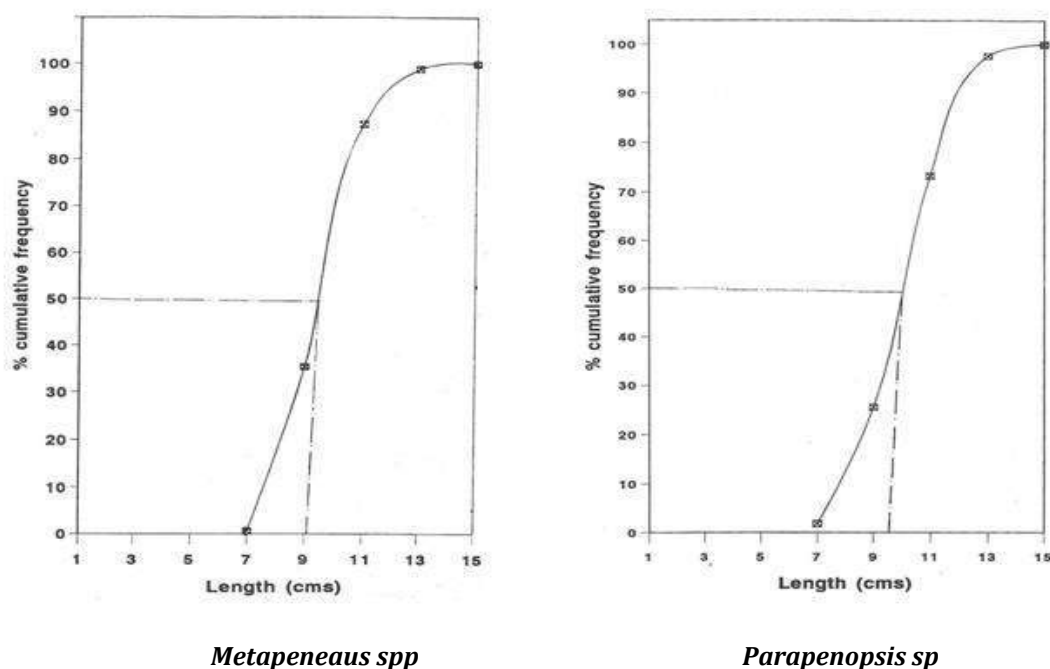 100
90
80
70
60
50
40
30
20
10
0
% cumulative frequency
1 3 5 7 9 11 13 15
Length (cms)
Metapeneaus spp
100
90
80
70
60
50
40
30
20
10
0
% cumulative frequency
1 3 5 7 9 11 13 15
Length (cms)
Parapenopsis sp